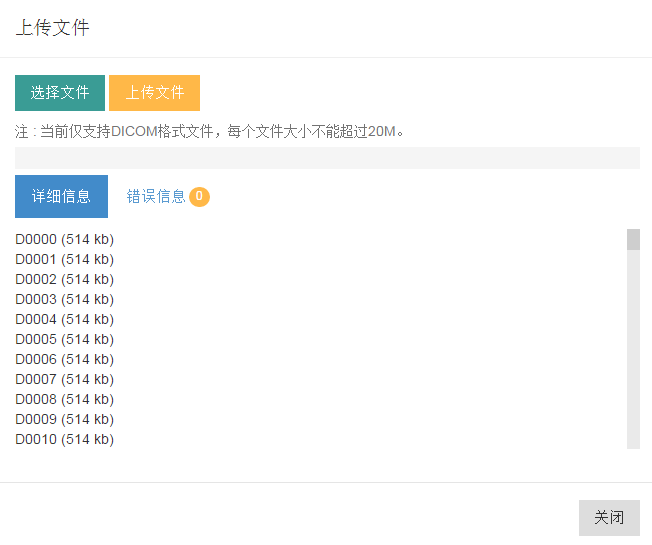 上传文件
选择文件 上传文件
注 : 当前仅支持DICOM格式文件，每个文件大小不能超过20M。
详细信息 错误信息 0
D0000 (514 kb)
D0001 (514 kb)
D0002 (514 kb)
D0003 (514 kb)
D0004 (514 kb)
D0005 (514 kb)
D0006 (514 kb)
D0007 (514 kb)
D0008 (514 kb)
D0009 (514 kb)
D0010 (514 kb)
关闭